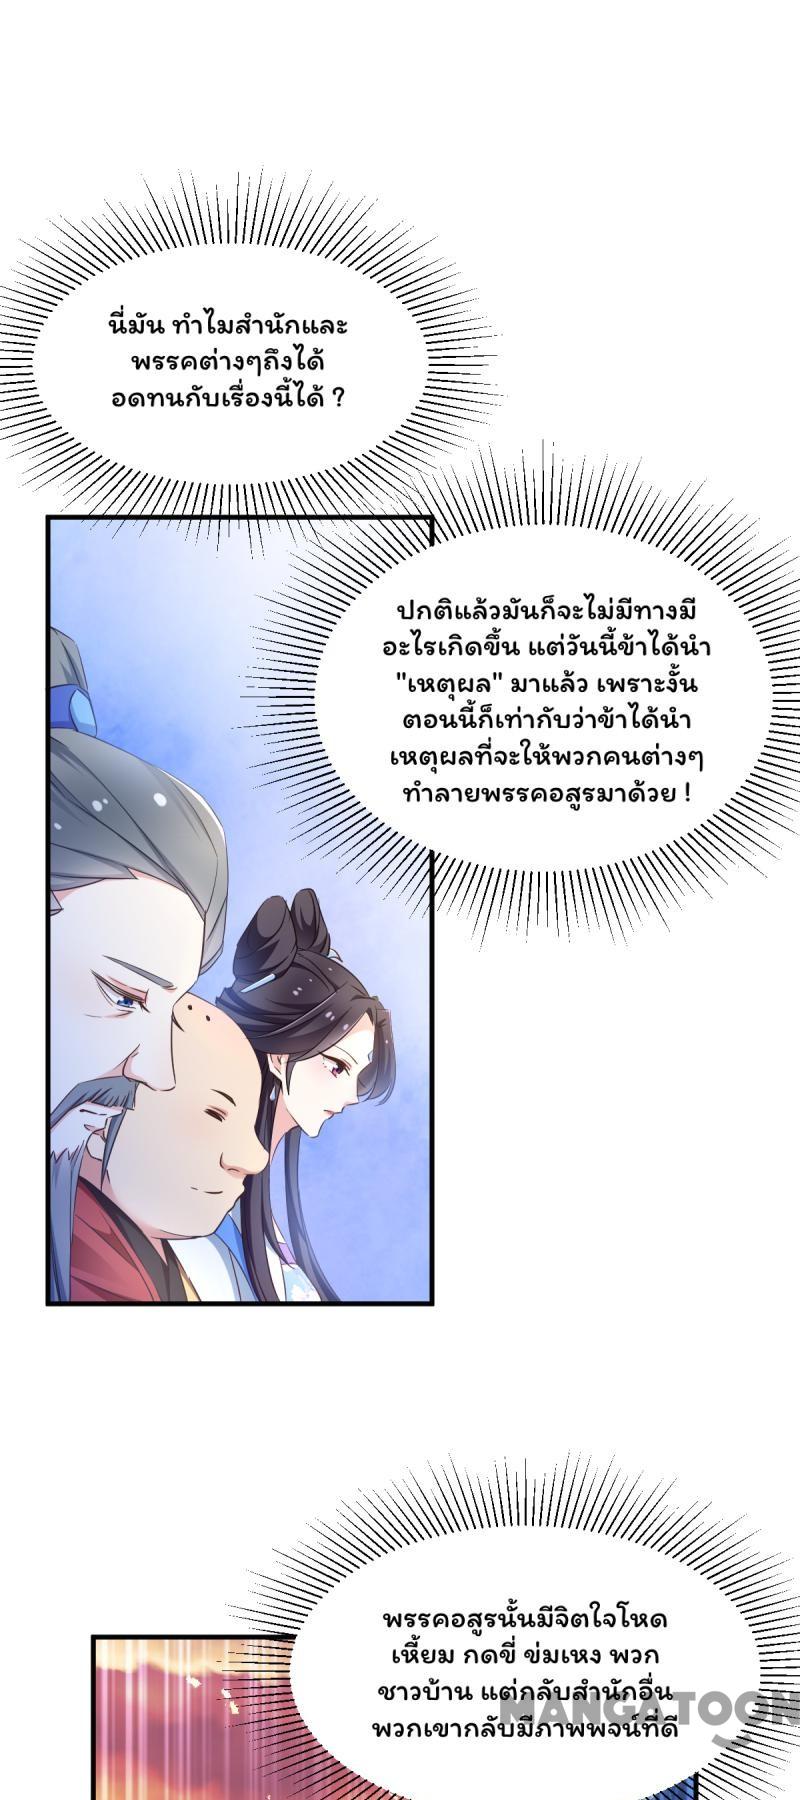 นี่มัน ทำไมสำนักและ
พรรคต่างๆถึงได้
อดทนกับเรื่องนี้ได้ ?
ปกติแล้วมันก็จะไม่มีทางมี
อะไรเกิดขึ้น แต่วันนี้ข้าได้นำ
"เหตุผล" มาแล้ว เพราะงั้น
ตอนนี้ก็เท่ากับว่าข้าได้นำ
เหตุผลที่จะให้พวกคนต่างๆ
ทำลายพรรคอสูรมาด้วย !
พรรคอสูรนั้นมีจิตใจโหด
เหี้ยม กดขี่ ข่มเหง พวก
ชาวบ้าน แต่กลับสำนักอื่น
พวกเขากลับมีภาพพจน์ที่ดี
MANGATOON